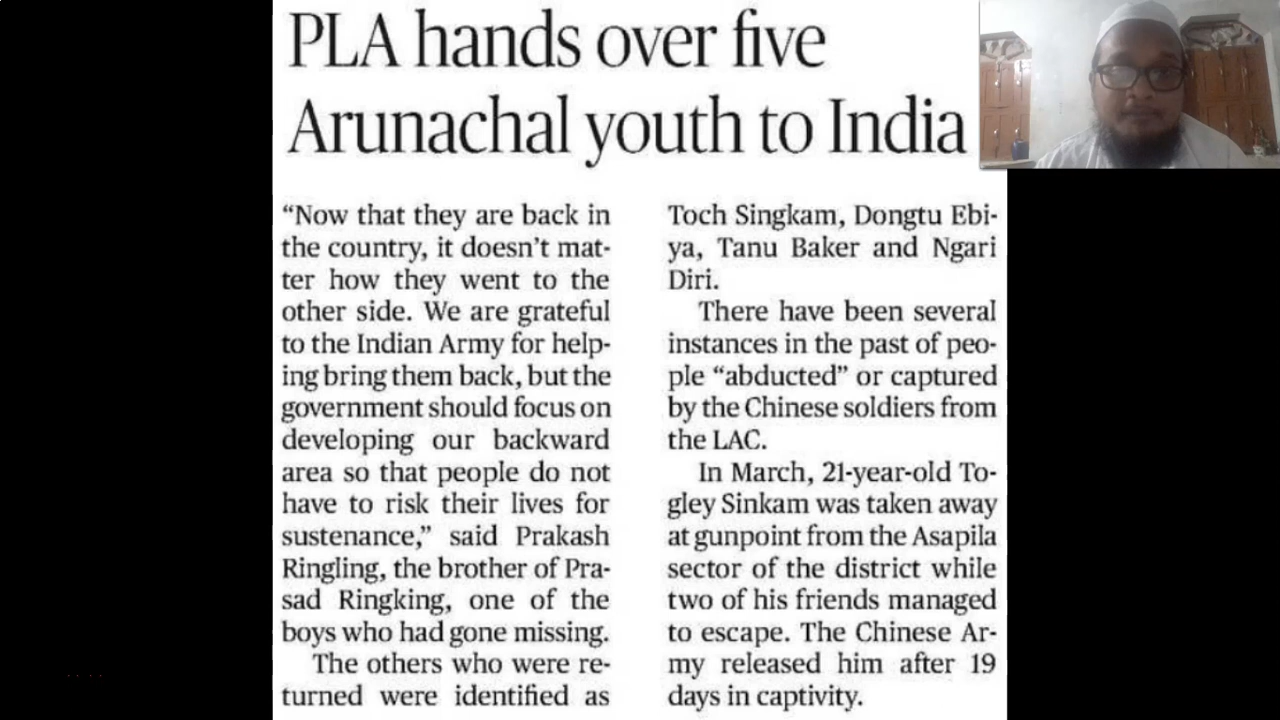 PLA hands over five
Arunachal youth to India
“Now that they are back in
the country, it doesn’t mat-
ter how they went to the
other side. We are grateful
to the Indian Army for help-
ing bring them back, but the
government should focus on
developing our backward
area so that people do not
have to risk their lives for
sustenance,” said Prakash
Ringling, the brother of Pra-
sad Ringking, one of the
boys who had gone missing.
The others who were re-
turned were identified as
Toch Singkam, Dongtu Ebi-
ya, Tanu Baker and Ngari
Diri.
There have been several
instances in the past of peo-
ple “abducted” or captured
by the Chinese soldiers from
the LAC.
In March, 21-year-old To-
gley Sinkam was taken away
at gunpoint from the Asapila
sector of the district while
two of his friends managed
to escape. The Chinese Ar-
my released him after 19
days in captivity.